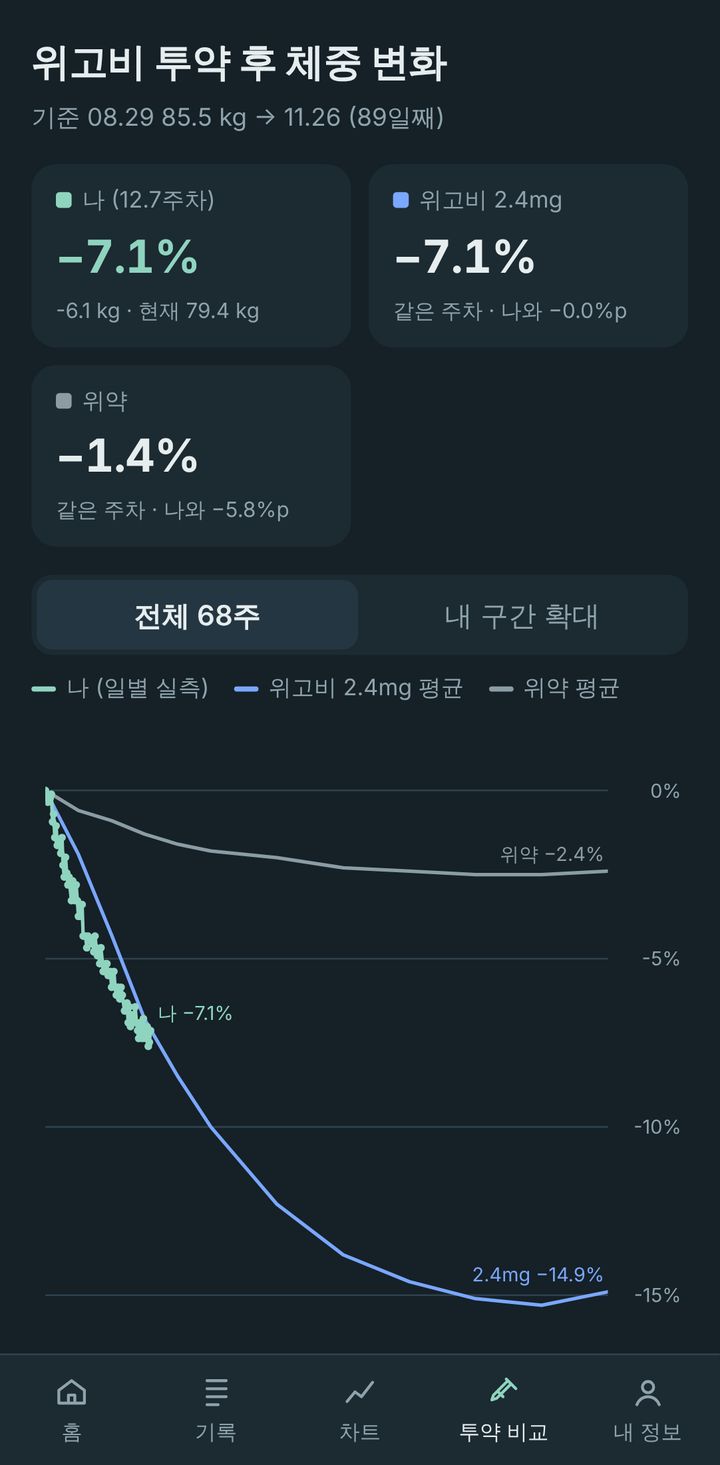 위고비 투약 후 체중 변화
기준 08.29 85.5 kg → 11.26 (89일째)
나 (12.7주차)
−7.1%
-6.1 kg · 현재 79.4 kg
위고비 2.4mg
−7.1%
같은 주차 · 나와 −0.0%p
위약
−1.4%
같은 주차 · 나와 −5.8%p
전체 68주
내 구간 확대
나 (일별 실측)
위고비 2.4mg 평균
위약 평균
0%
위약 −2.4%
-5%
나 −7.1%
-10%
2.4mg −14.9%
-15%
홈
기록
차트
투약 비교
내 정보